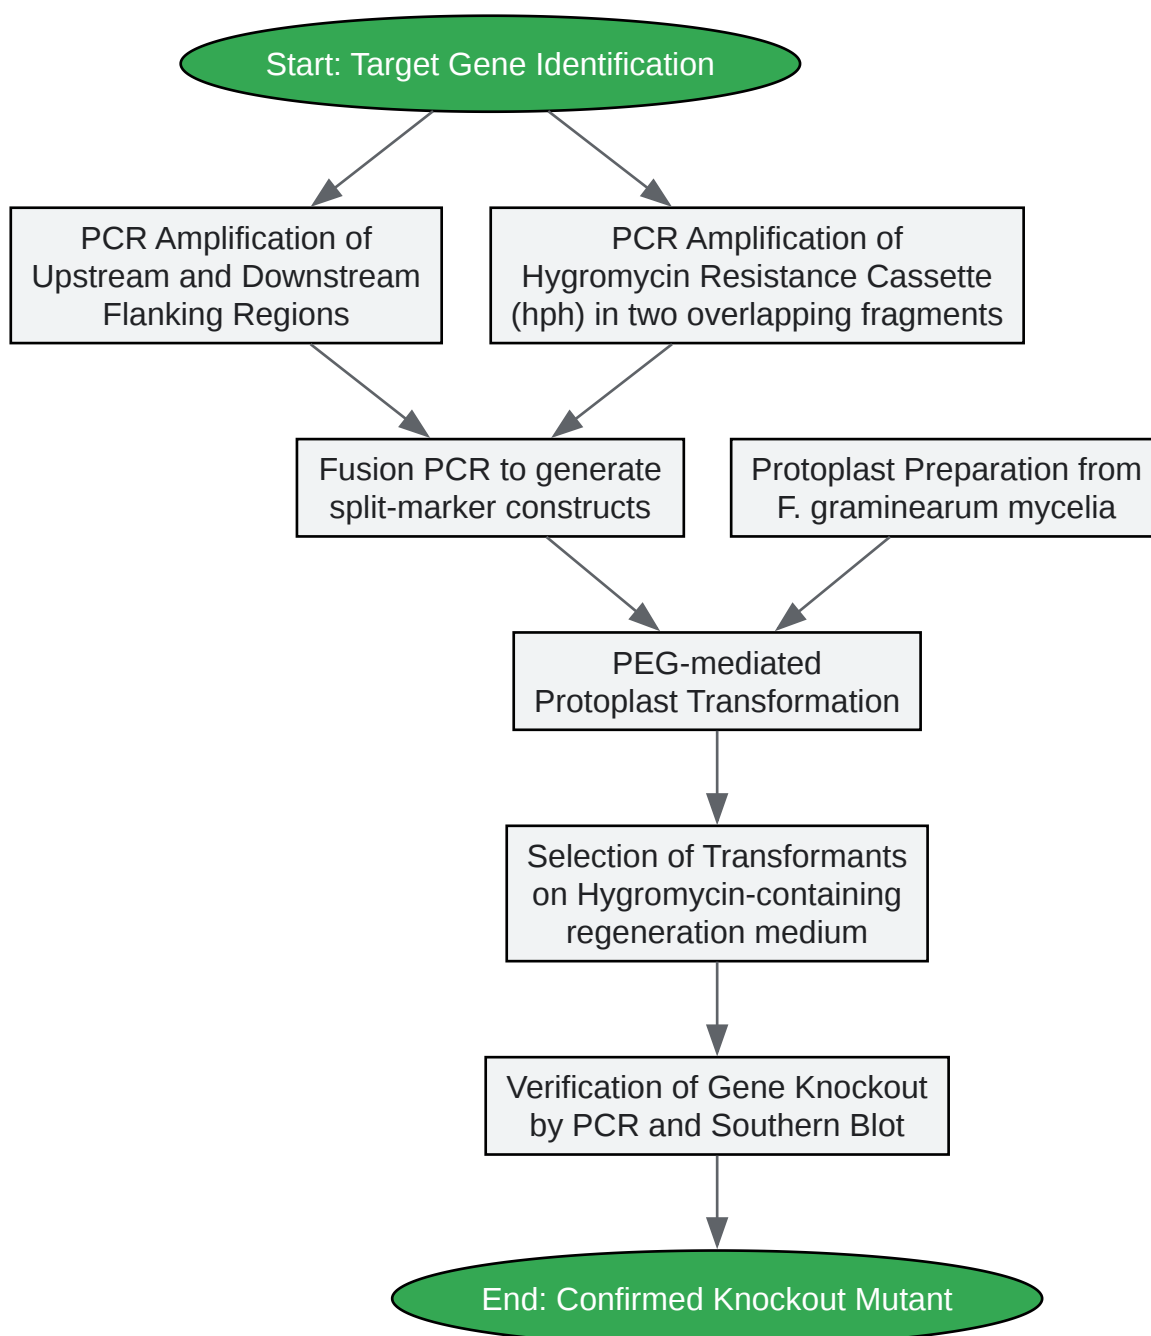 Start: Target Gene Identification
PCR Amplification of
Upstream and Downstream
Flanking Regions
PCR Amplification of
Hygromycin Resistance Cassette
(hph) in two overlapping fragments
Fusion PCR to generate
split-marker constructs
Protoplast Preparation from
F. graminearum mycelia
PEG-mediated
Protoplast Transformation
Selection of Transformants
on Hygromycin-containing
regeneration medium
Verification of Gene Knockout
by PCR and Southern Blot
End: Confirmed Knockout Mutant